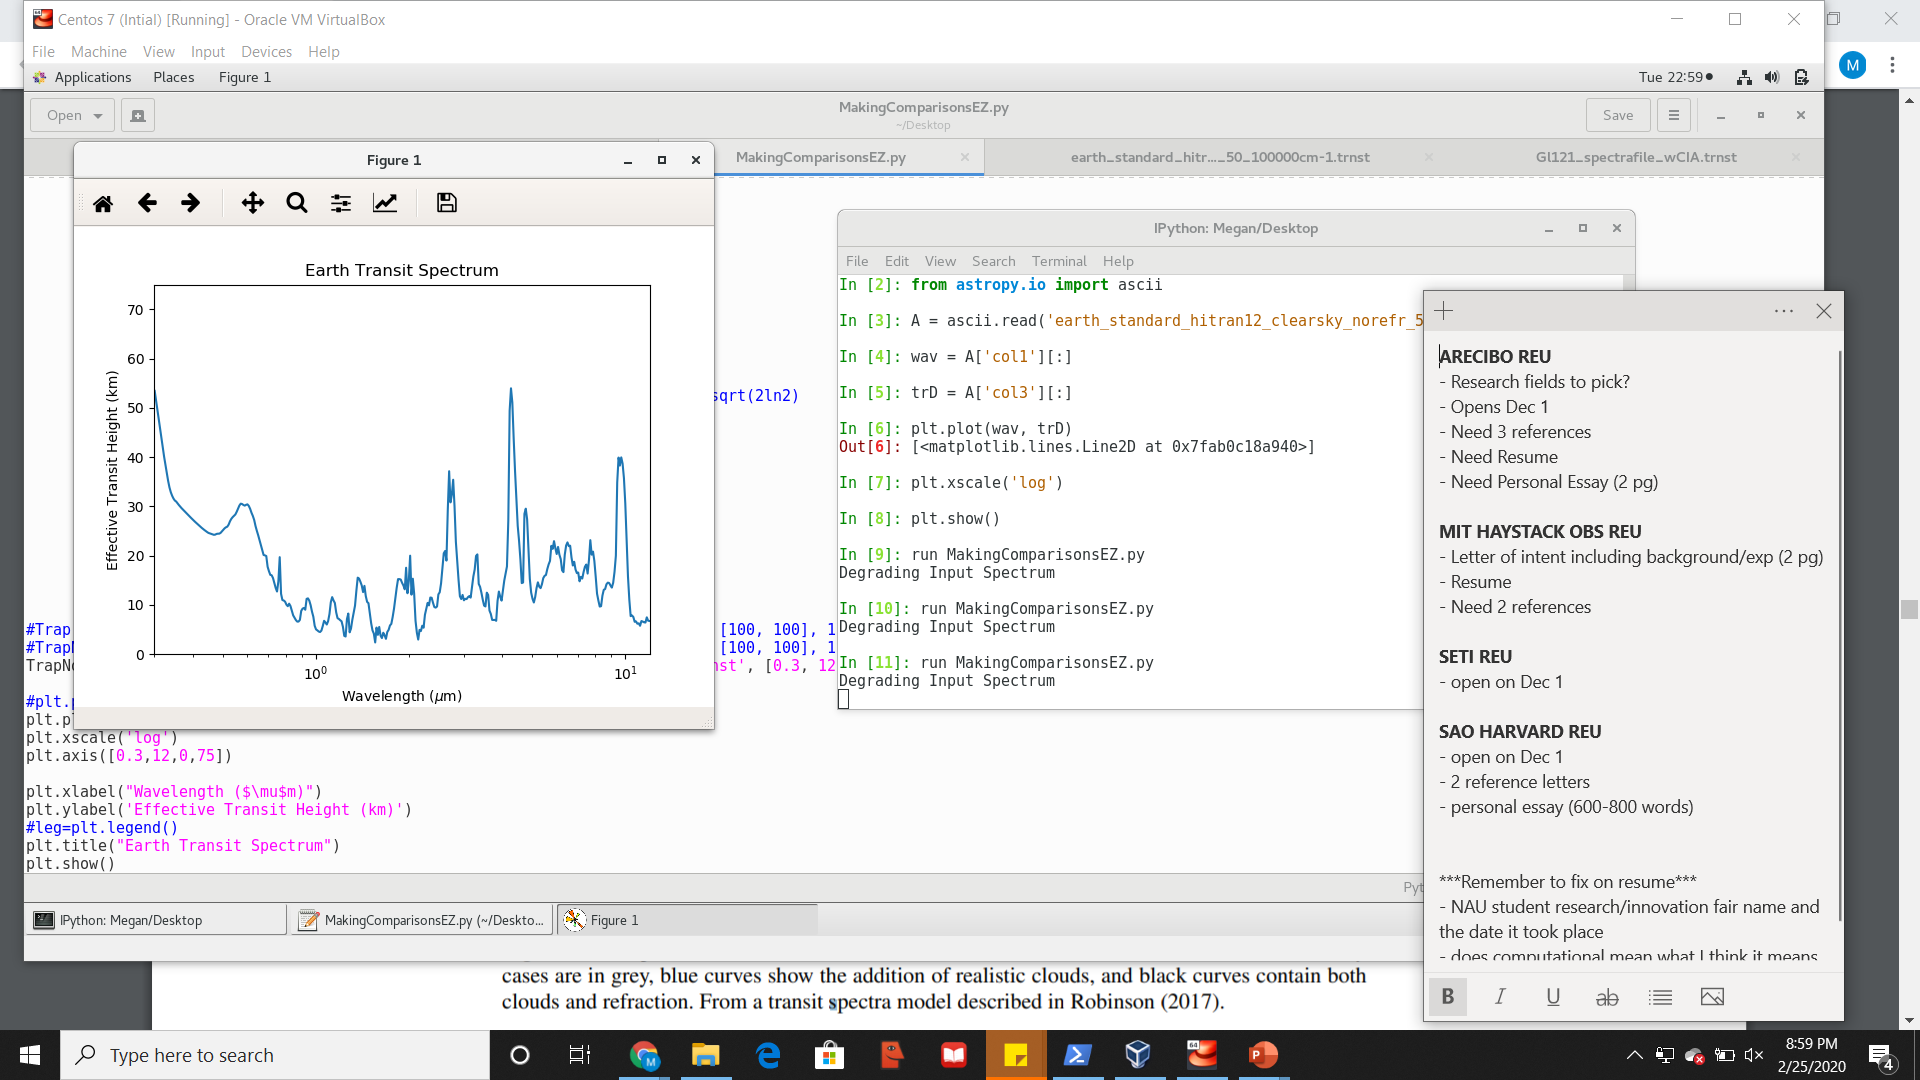 Centos 7 (Intial) [Running] - Oracle VM VirtualBox
File Machine View Input Devices Help
Applications Places Figure 1 Tue 22:59
M
Open MakingComparisonsEZ.py Save
~/Desktop
MakingComparisonsEZ.py earth_standard_hitr..._50_100000cm-1.trnst Gl121_spectrafile_wCIA.trnst
Figure 1
Earth Transit Spectrum
Effective Transit Height (km)
70
60
50
40
30
20
10
0
10⁰ 10¹
Wavelength (μm)
sqrt(2ln2)
#Trap [100, 100], 1
#Trap [100, 100], 1
TrapNo nst', [0.3, 12
#plt.p
plt.pl
plt.xscale('log')
plt.axis([0.3,12,0,75])
plt.xlabel("Wavelength ($\mu$m)")
plt.ylabel('Effective Transit Height (km)')
#leg=plt.legend()
plt.title("Earth Transit Spectrum")
plt.show()
Pyt
IPython: Megan/Desktop
File Edit View Search Terminal Help
In [2]: from astropy.io import ascii
In [3]: A = ascii.read('earth_standard_hitran12_clearsky_norefr_5
In [4]: wav = A['col1'][:]
In [5]: trD = A['col3'][:]
In [6]: plt.plot(wav, trD)
Out[6]: [<matplotlib.lines.Line2D at 0x7fab0c18a940>]
In [7]: plt.xscale('log')
In [8]: plt.show()
In [9]: run MakingComparisonsEZ.py
Degrading Input Spectrum
In [10]: run MakingComparisonsEZ.py
Degrading Input Spectrum
In [11]: run MakingComparisonsEZ.py
Degrading Input Spectrum
ARECIBO REU
- Research fields to pick?
- Opens Dec 1
- Need 3 references
- Need Resume
- Need Personal Essay (2 pg)
MIT HAYSTACK OBS REU
- Letter of intent including background/exp (2 pg)
- Resume
- Need 2 references
SETI REU
- open on Dec 1
SAO HARVARD REU
- open on Dec 1
- 2 reference letters
- personal essay (600-800 words)
***Remember to fix on resume***
- NAU student research/innovation fair name and
the date it took place
- does computational mean what I think it means
B I U ab
IPython: Megan/Desktop MakingComparisonsEZ.py (~/Deskto... Figure 1
cases are in grey, blue curves show the addition of realistic clouds, and black curves contain both
clouds and refraction. From a transit spectra model described in Robinson (2017).
Type here to search
8:59 PM
2/25/2020
4